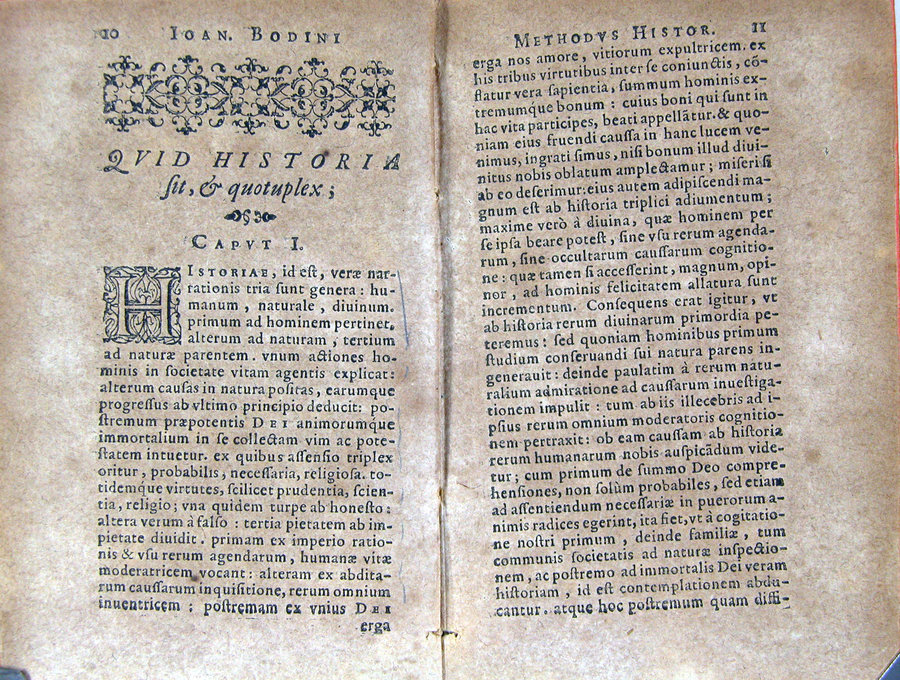 10 IOAN. BODINI
QVID HISTORIA
sit, & quotuplex;
CAPVT I.
HISTORIAE, id est, veræ nar-
rationis tria sunt genera: hu-
manum, naturale, diuinum.
primum ad hominem pertinet,
alterum ad naturam, tertium
ad naturæ parentem. vnum actiones ho-
minis in societate vitam agentis explicat:
alterum causas in natura positas, earumque
progressus ab vltimo principio deducit: po-
stremum præpotentis DEI animorumque
immortalium in se collectam vim ac pote-
statem intuetur. ex quibus assensio triplex
oritur, probabilis, necessaria, religiosa. to-
tidemque virtutes, scilicet prudentia, scien-
tia, religio; vna quidem turpe ab honesto:
altera verum à falso: tertia pietatem ab im-
pietate diuidit. primam ex imperio ratio-
nis & vsu rerum agendarum, humanæ vitæ
moderatricem vocant: alteram ex abdita-
rum caussarum inquisitione, rerum omnium
inuentricem: postremam ex vnius DEI
erga
METHODVS HISTOR. 11
erga nos amore, vitiorum expultricem. ex
his tribus virtutibus inter se coniunctis, cō-
flatur vera sapientia, summum hominis ex-
tremumque bonum: cuius boni qui sunt in
hac vita participes, beati appellātur. & quo-
niam eius fruendi caussa in hanc lucem ve-
nimus, ingrati simus, nisi bonum illud diui-
nitus nobis oblatum amplectamur; miseri si
ab eo deserimur: eius autem adipiscendi ma-
gnum est ab historia triplici adiumentum;
maxime verò à diuina, quæ hominem per
se ipsa beare potest, sine vsu rerum agenda-
rum, sine occultarum caussarum cognitio-
ne: quæ tamen si accesserint, magnum, opi-
nor, ad hominis felicitatem allatura sunt
incrementum. Consequens erat igitur, vt
ab historia rerum diuinarum primordia pe-
teremus: sed quoniam hominibus primum
studium conseruandi sui natura parens in-
generauit: deinde paulatim à rerum natu-
ralium admiratione ad caussarum inuestiga-
tionem impulit: tum ab iis illecebris ad i-
psius rerum omnium moderatoris cognitio-
nem pertraxit: ob eam caussam ab historia
rerum humanarum nobis auspicādum vide-
tur; cum primum de summo Deo compre-
hensiones, non solùm probabiles, sed etiam
ad assentiendum necessariæ in puerorum a-
nimis radices egerint, ita fiet, vt à cogitatio-
ne nostri primum, deinde familiæ, tum
communis societatis ad naturæ inspectio-
nem, ac postremo ad immortalis Dei veram
historiam, id est contemplationem abdu-
cantur. atque hoc postremum quam diffi-